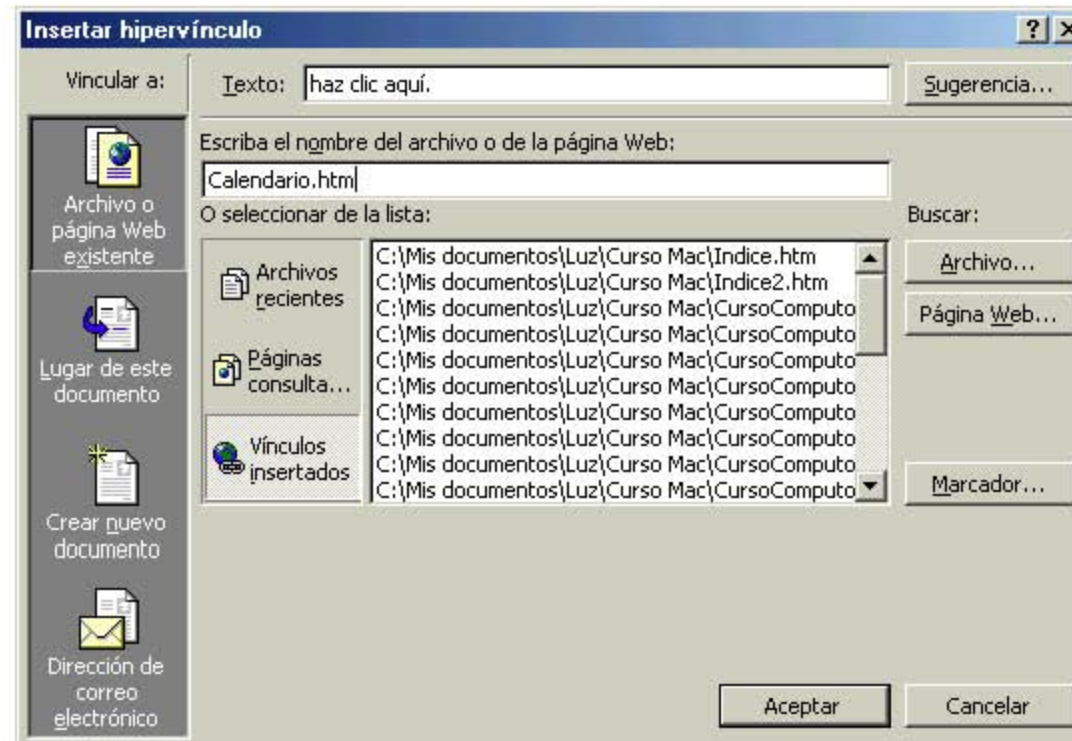 Insertar hipervínculo
Vincular a:
Texto:
haz clic aquí.
Sugerencia...
Archivo o
página Web
existente
Lugar de este
documento
Crear nuevo
documento
Dirección de
correo
electrónico
Escriba el nombre del archivo o de la página Web:
Calendario.htm
O seleccionar de la lista:
Archivos
recientes
Páginas
consulta...
Vínculos
insertados
C:\Mis documentos\Luz\Curso Mac\Indice.htm
C:\Mis documentos\Luz\Curso Mac\Indice2.htm
C:\Mis documentos\Luz\Curso Mac\CursoComputo
C:\Mis documentos\Luz\Curso Mac\CursoComputo
C:\Mis documentos\Luz\Curso Mac\CursoComputo
C:\Mis documentos\Luz\Curso Mac\CursoComputo
C:\Mis documentos\Luz\Curso Mac\CursoComputo
C:\Mis documentos\Luz\Curso Mac\CursoComputo
C:\Mis documentos\Luz\Curso Mac\CursoComputo
C:\Mis documentos\Luz\Curso Mac\CursoComputo
Buscar:
Archivo...
Página Web...
Marcador...
Aceptar
Cancelar